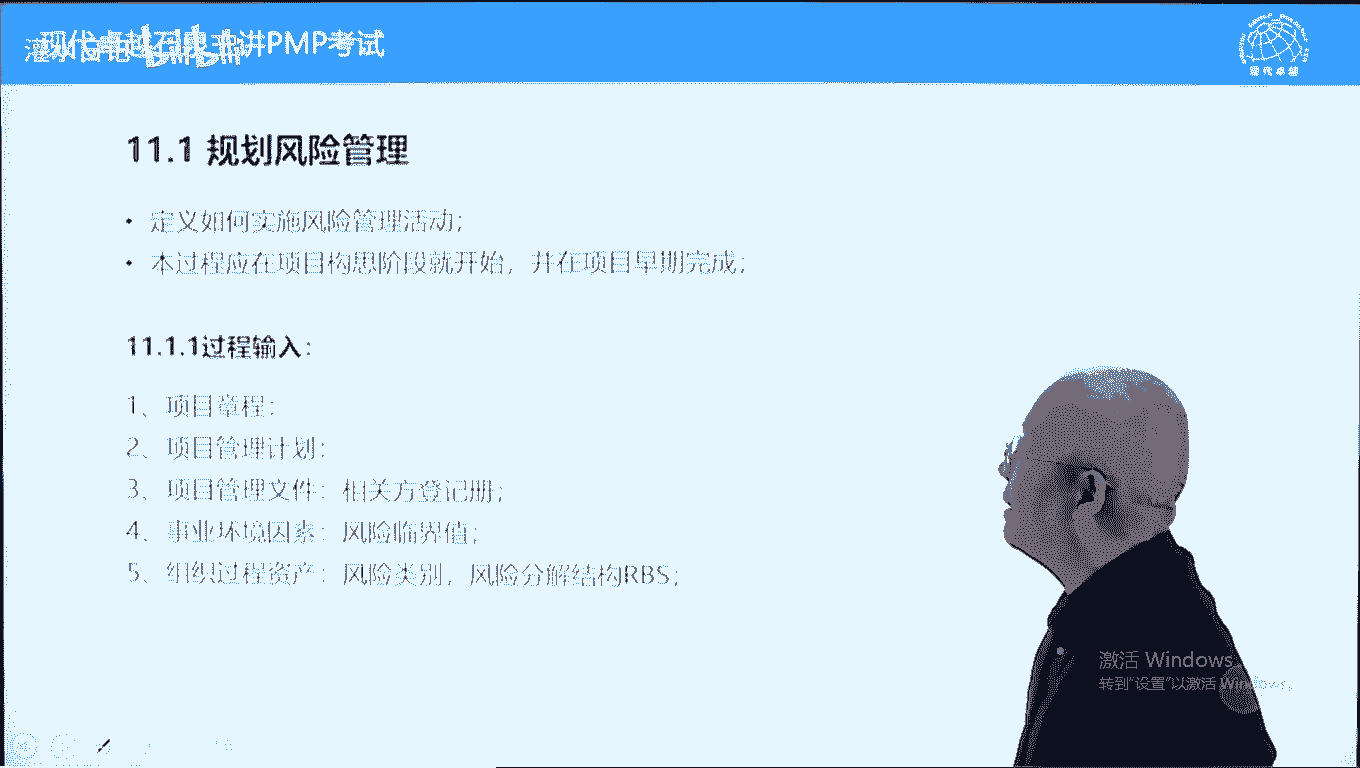 讲PMP考试
现代卓越
11.1 规划风险管理
• 定义如何实施风险管理活动；
• 本过程应在项目构思阶段就开始，并在项目早期完成；
11.1.1过程输入：
1、项目章程：
2、项目管理计划：
3、项目管理文件：相关方登记册；
4、事业环境因素：风险临界值；
5、组织过程资产：风险类别，风险分解结构RBS；
激活 Windows
转到“设置”以激活 Windows。